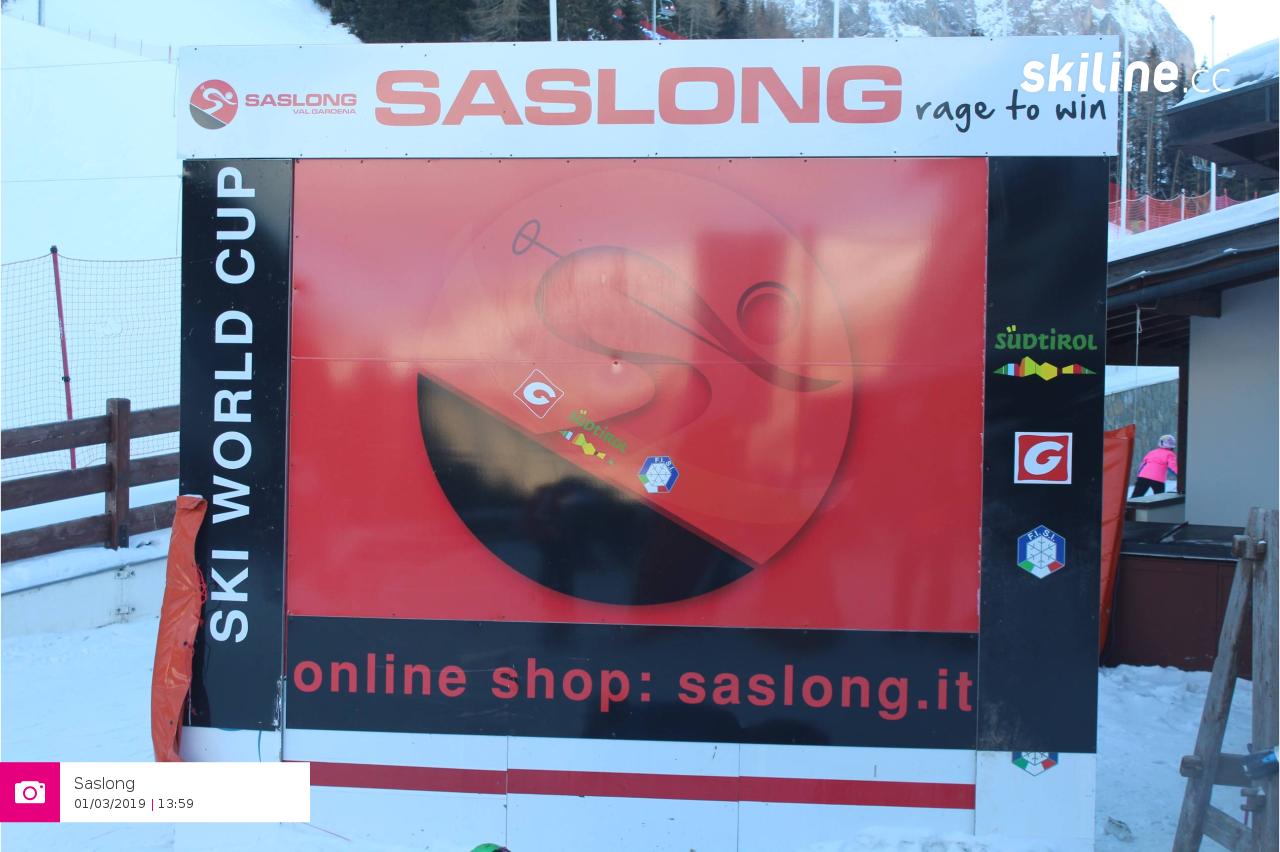 skiline.cc
SASLONG
VAL GARDENA
SASLONG
rage to win
SKI WORLD CUP
G
SÜDTIROL
F.I.S.I.
SÜDTIROL
G
F.I.S.I.
online shop: saslong.it
Saslong
01/03/2019 | 13:59